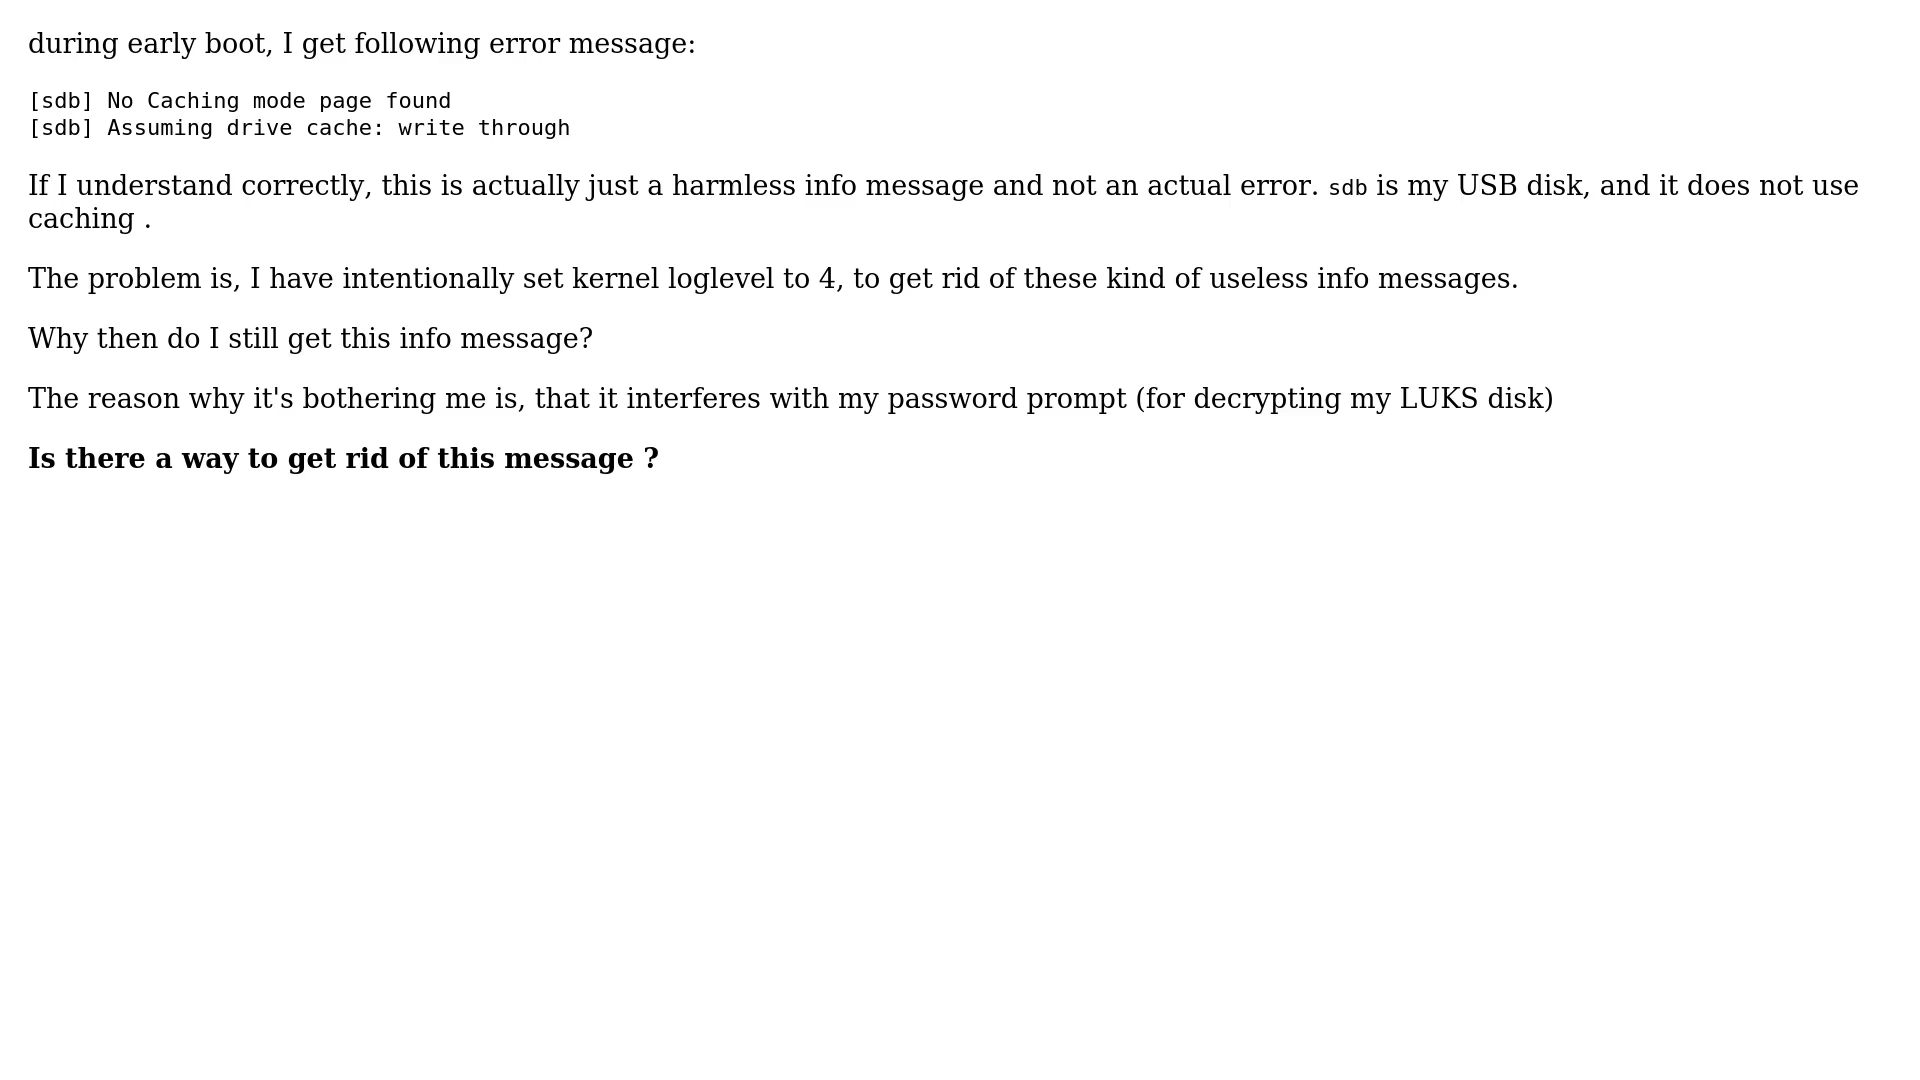 during early boot, I get following error message:
[sdb] No Caching mode page found
[sdb] Assuming drive cache: write through
If I understand correctly, this is actually just a harmless info message and not an actual error. sdb is my USB disk, and it does not use
caching .
The problem is, I have intentionally set kernel loglevel to 4, to get rid of these kind of useless info messages.
Why then do I still get this info message?
The reason why it's bothering me is, that it interferes with my password prompt (for decrypting my LUKS disk)
Is there a way to get rid of this message ?